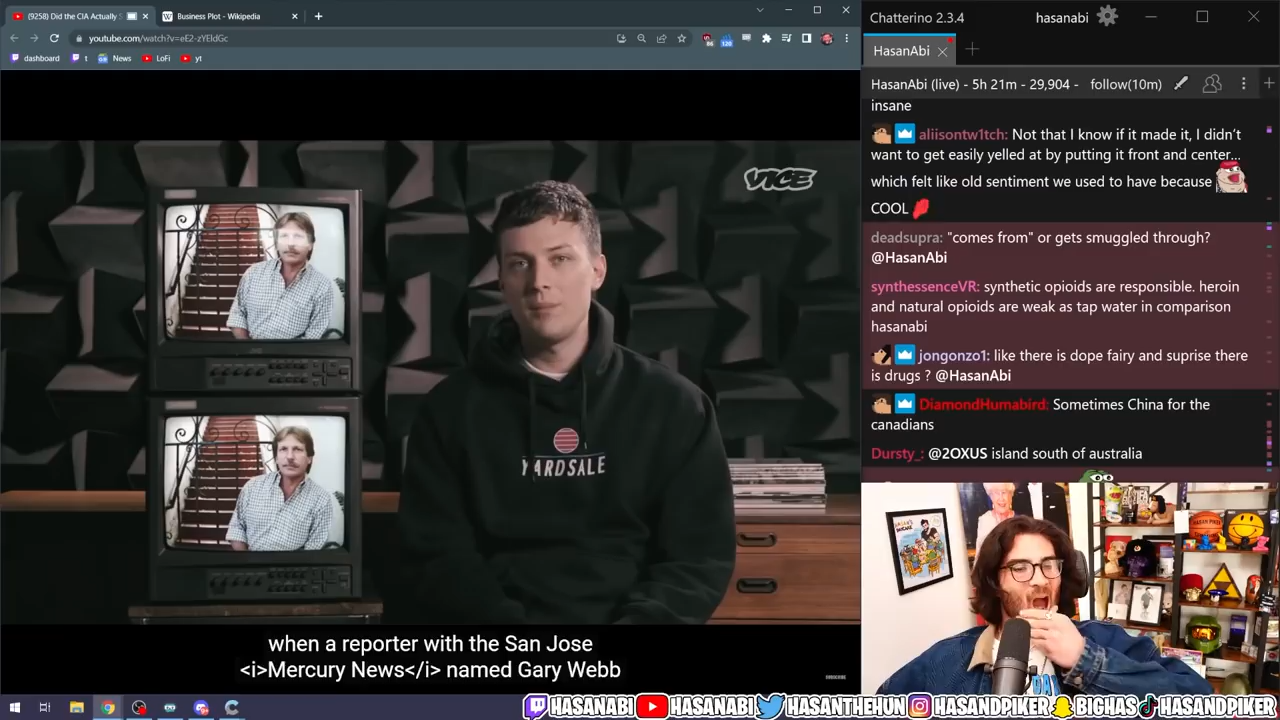 (9258) Did the CIA Actually S
Business Plot - Wikipedia
youtube.com/watch?v=eE2-zYEldGc
dashboard
t
News
LoFi
yt
VICE
YARDSALE
when a reporter with the San Jose
<i>Mercury News</i> named Gary Webb
SUBSCRIBE
Chatterino 2.3.4
hasanabi
HasanAbi
HasanAbi (live) - 5h 21m - 29,904 -
follow(10m)
insane
aliisontw1tch: Not that I know if it made it, I didn't
want to get easily yelled at by putting it front and center...
which felt like old sentiment we used to have because
COOL
deadsupra: "comes from" or gets smuggled through?
@HasanAbi
synthessenceVR: synthetic opioids are responsible. heroin
and natural opioids are weak as tap water in comparison
hasanabi
jongonzo1: like there is dope fairy and suprise there
is drugs ? @HasanAbi
DiamondHumabird: Sometimes China for the
canadians
Dursty_: @2OXUS island south of australia
HASANABI
HASANABI
HASANTHEHUN
HASANDPIKER
BIGHAS
HASANDPIKER